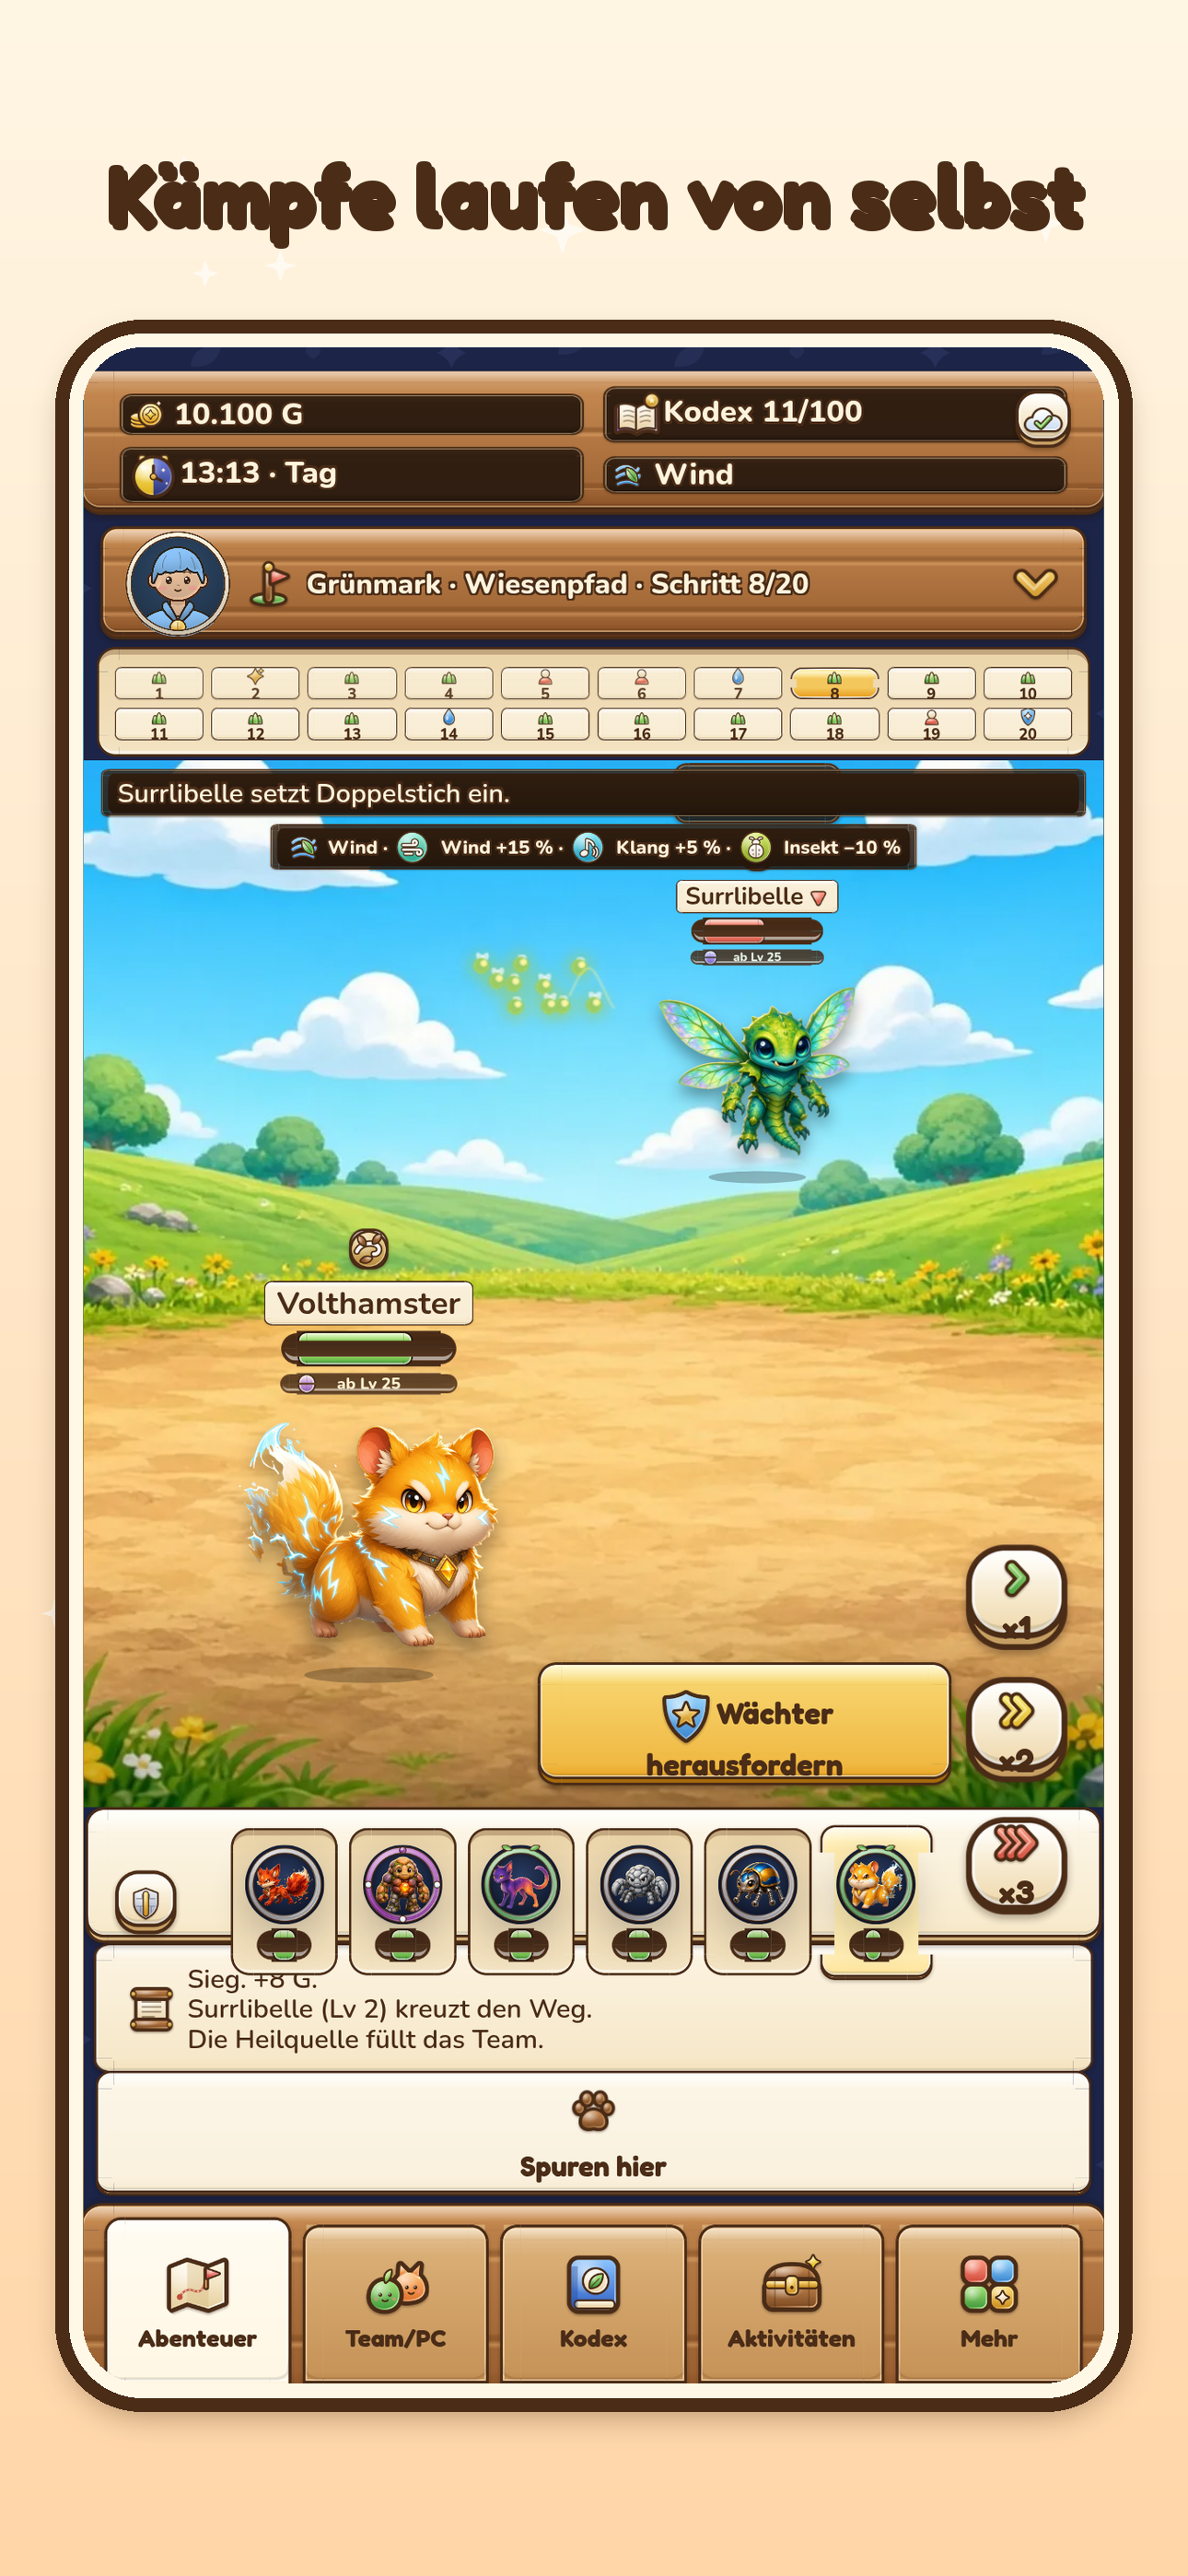 Kämpfe laufen von selbst
10.100 G
Kodex 11/100
13:13 · Tag
Wind
Grünmark · Wiesenpfad · Schritt 8/20
1 2 3 4 5 6 7 8 9 10
11 12 13 14 15 16 17 18 19 20
Surrlibelle setzt Doppelstich ein.
Wind · Wind +15 % · Klang +5 % · Insekt −10 %
Surrlibelle
ab Lv 25
Volthamster
ab Lv 25
x1
Wächter
herausfordern
x2
x3
Sieg. +8 G.
Surrlibelle (Lv 2) kreuzt den Weg.
Die Heilquelle füllt das Team.
Spuren hier
Abenteuer
Team/PC
Kodex
Aktivitäten
Mehr